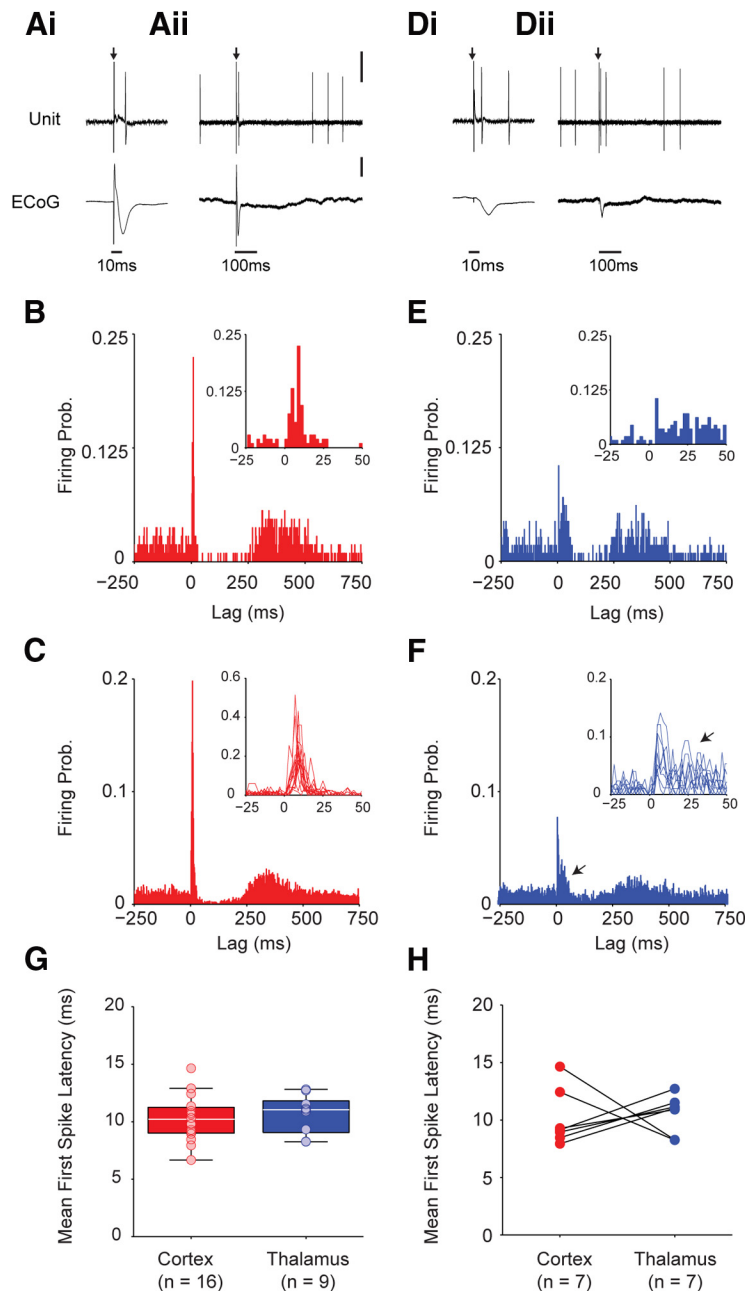 Ai
Aii
Di
Dii
Unit
ECoG
10ms
100ms
10ms
100ms
B
Firing Prob.
0.25
0.125
0
−250
0
250
500
750
Lag (ms)
0.25
0.125
0
−25
0
25
50
E
Firing Prob.
0.25
0.125
0
−250
0
250
500
750
Lag (ms)
0.25
0.125
0
−25
0
25
50
C
Firing Prob.
0.2
0.1
0
−250
0
250
500
750
Lag (ms)
0.6
0.4
0.2
0
−25
0
25
50
F
Firing Prob.
0.2
0.1
0
−250
0
250
500
750
Lag (ms)
0.2
0.1
0
−25
0
25
50
G
Mean First Spike Latency (ms)
20
15
10
5
0
Cortex
(n = 16)
Thalamus
(n = 9)
H
Mean First Spike Latency (ms)
20
15
10
5
0
Cortex
(n = 7)
Thalamus
(n = 7)